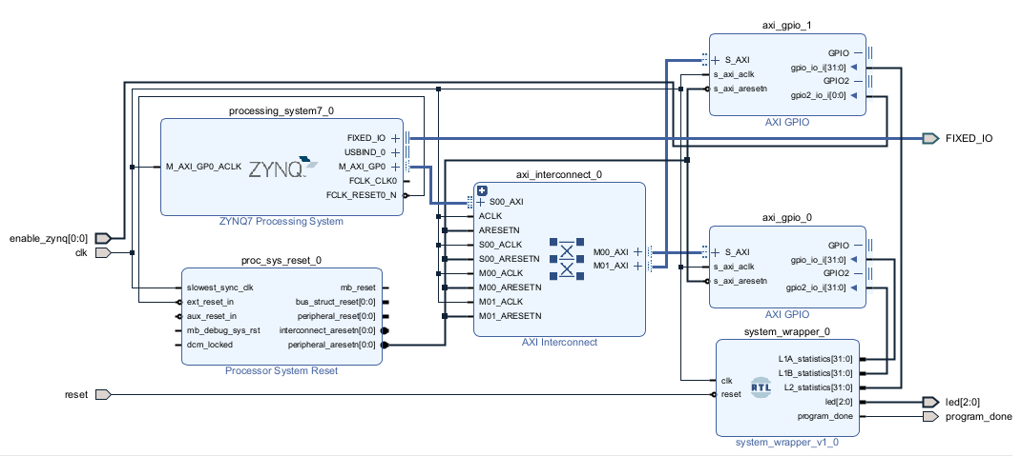 axi_gpio_1
S_AXI
s_axi_aclk
s_axi_aresetn
GPIO
gpio_io_i[31:0]
GPIO2
gpio2_io_i[0:0]
AXI GPIO
processing_system7_0
M_AXI_GP0_ACLK
ZYNQ
FIXED_IO
USBIND_0
M_AXI_GP0
FCLK_CLK0
FCLK_RESET0_N
ZYNQ7 Processing System
FIXED_IO
axi_interconnect_0
S00_AXI
ACLK
ARESETN
S00_ACLK
S00_ARESETN
M00_ACLK
M00_ARESETN
M01_ACLK
M01_ARESETN
M00_AXI
M01_AXI
AXI Interconnect
axi_gpio_0
S_AXI
s_axi_aclk
s_axi_aresetn
GPIO
gpio_io_i[31:0]
GPIO2
gpio2_io_i[31:0]
AXI GPIO
enable_zynq[0:0]
clk
proc_sys_reset_0
slowest_sync_clk
ext_reset_in
aux_reset_in
mb_debug_sys_rst
dcm_locked
mb_reset
bus_struct_reset[0:0]
peripheral_reset[0:0]
interconnect_aresetn[0:0]
peripheral_aresetn[0:0]
Processor System Reset
system_wrapper_0
clk
reset
RTL
L1A_statistics[31:0]
L1B_statistics[31:0]
L2_statistics[31:0]
led[2:0]
program_done
system_wrapper_v1_0
reset
led[2:0]
program_done